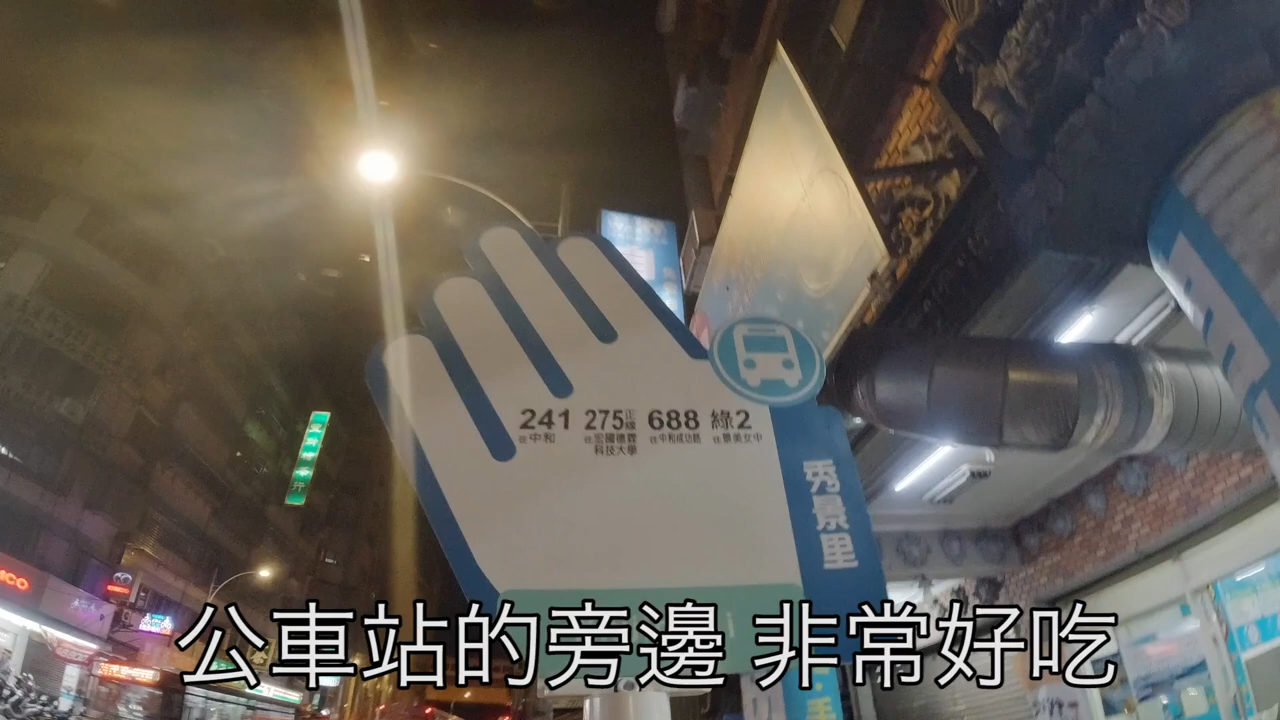 241 275正線 688 綠2
往中和 往宏國德霖科技大學 往中和成功路 往景美女中
秀景里
公車站的旁邊 非常好吃